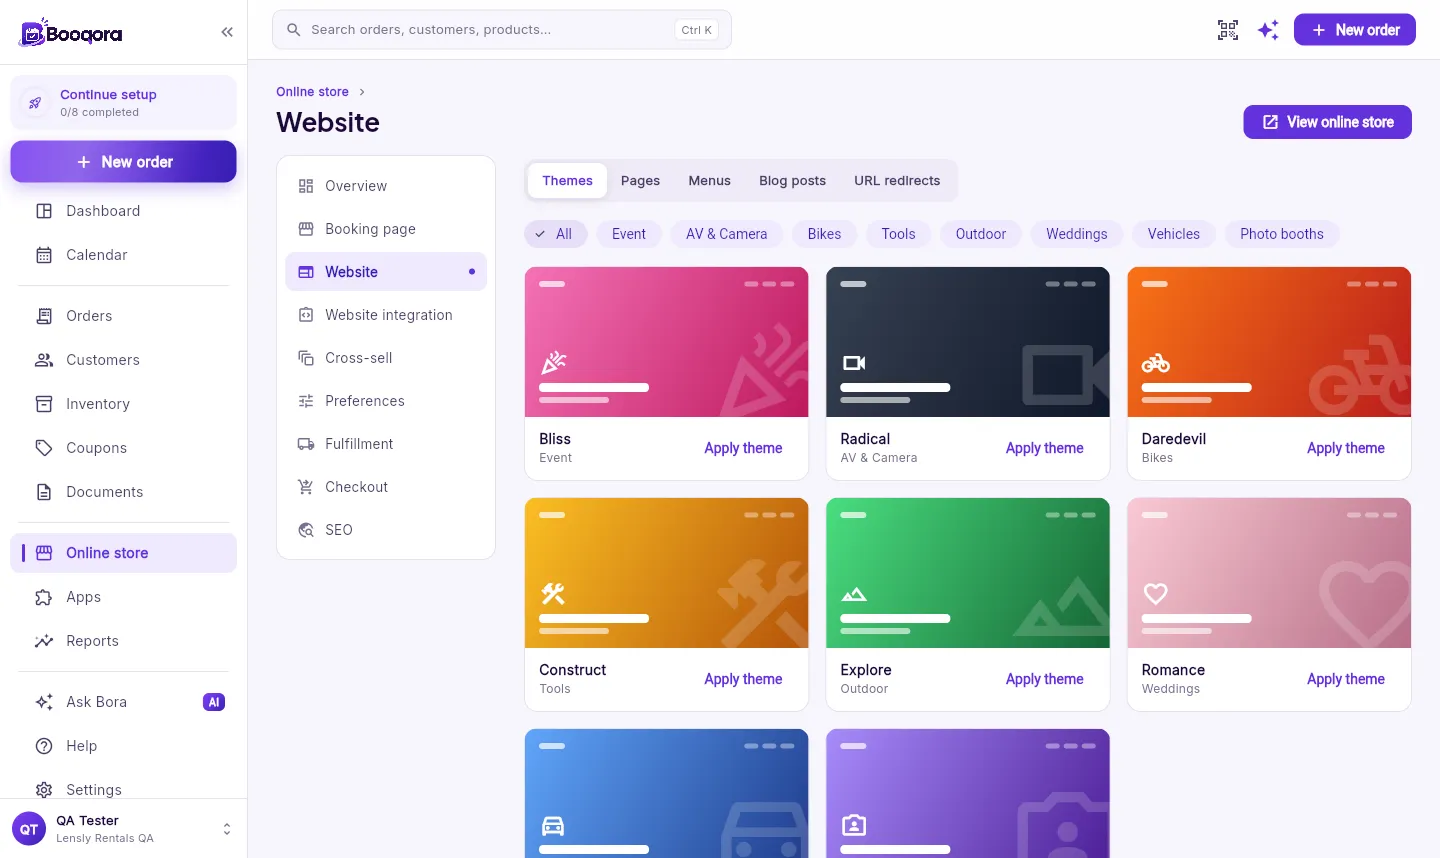 Booqora
Search orders, customers, products...
Ctrl K
New order
Continue setup
0/8 completed
New order
Dashboard
Calendar
Orders
Customers
Inventory
Coupons
Documents
Online store
Apps
Reports
Ask Bora
AI
Help
Settings
QT
QA Tester
Lensly Rentals QA
Online store
Website
View online store
Overview
Booking page
Website
Website integration
Cross-sell
Preferences
Fulfillment
Checkout
SEO
Themes Pages Menus Blog posts URL redirects
All Event AV & Camera Bikes Tools Outdoor Weddings Vehicles Photo booths
Bliss
Event
Apply theme
Radical
AV & Camera
Apply theme
Daredevil
Bikes
Apply theme
Construct
Tools
Apply theme
Explore
Outdoor
Apply theme
Romance
Weddings
Apply theme